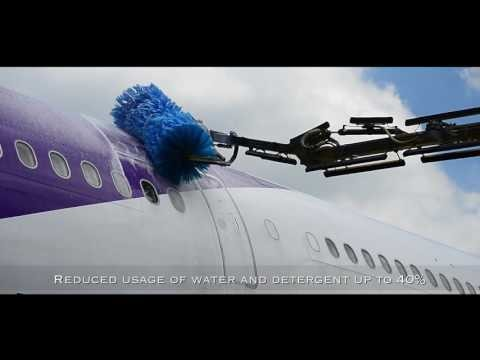 Reduced usage of water and detergent up to 40%